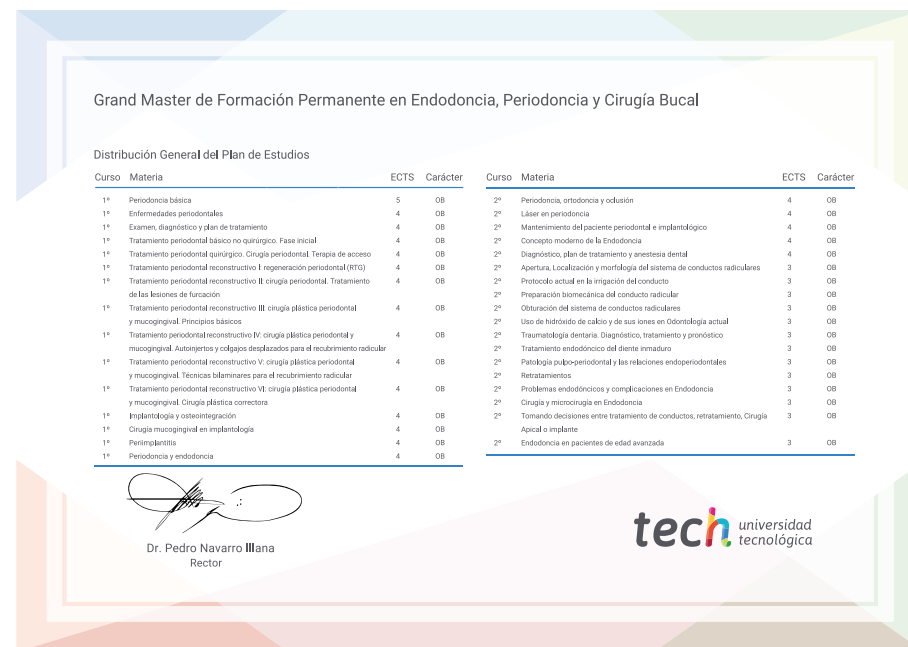 Grand Master de Formación Permanente en Endodoncia, Periodoncia y Cirugía Bucal
Distribución General del Plan de Estudios
Curso Materia ECTS Carácter
1º Periodoncia básica 5 OB
1º Enfermedades periodontales 4 OB
1º Examen, diagnóstico y plan de tratamiento 4 OB
1º Tratamiento periodontal básico no quirúrgico. Fase inicial 4 OB
1º Tratamiento periodontal quirúrgico. Cirugía periodontal. Terapia de acceso 4 OB
1º Tratamiento periodontal reconstructivo I: regeneración periodontal (RTG) 4 OB
1º Tratamiento periodontal reconstructivo II: cirugía periodontal. Tratamiento 4 OB
de las lesiones de furcación
1º Tratamiento periodontal reconstructivo III: cirugía plástica periodontal 4 OB
y mucogingival. Principios básicos
1º Tratamiento periodontal reconstructivo IV: cirugía plástica periodontal y 4 OB
mucogingival. Autoinjertos y colgajos desplazados para el recubrimiento radicular
1º Tratamiento periodontal reconstructivo V: cirugía plástica periodontal 4 OB
y mucogingival. Técnicas bilaminares para el recubrimiento radicular
1º Tratamiento periodontal reconstructivo VI: cirugía plástica periodontal 4 OB
y mucogingival. Cirugía plástica correctora
1º Implantología y osteointegración 4 OB
1º Cirugía mucogingival en implantología 4 OB
1º Periimplantitis 4 OB
1º Periodoncia y endodoncia 4 OB
Curso Materia ECTS Carácter
2º Periodoncia, ortodoncia y oclusión 4 OB
2º Láser en periodoncia 4 OB
2º Mantenimiento del paciente periodontal e implantológico 4 OB
2º Concepto moderno de la Endodoncia 4 OB
2º Diagnóstico, plan de tratamiento y anestesia dental 4 OB
2º Apertura, Localización y morfología del sistema de conductos radiculares 3 OB
2º Protocolo actual en la irrigación del conducto 3 OB
2º Preparación biomecánica del conducto radicular 3 OB
2º Obturación del sistema de conductos radiculares 3 OB
2º Uso de hidróxido de calcio y de sus iones en Odontología actual 3 OB
2º Traumatología dentaria. Diagnóstico, tratamiento y pronóstico 3 OB
2º Tratamiento endodóncico del diente inmaduro 3 OB
2º Patología pulpo-periodontal y las relaciones endoperiodontales 3 OB
2º Retratamientos 3 OB
2º Problemas endodóncicos y complicaciones en Endodoncia 3 OB
2º Cirugía y microcirugía en Endodoncia 3 OB
2º Tomando decisiones entre tratamiento de conductos, retratamiento, Cirugía 3 OB
Apical o implante
2º Endodoncia en pacientes de edad avanzada 3 OB
Dr. Pedro Navarro Illana
Rector
tech universidad
tecnológica